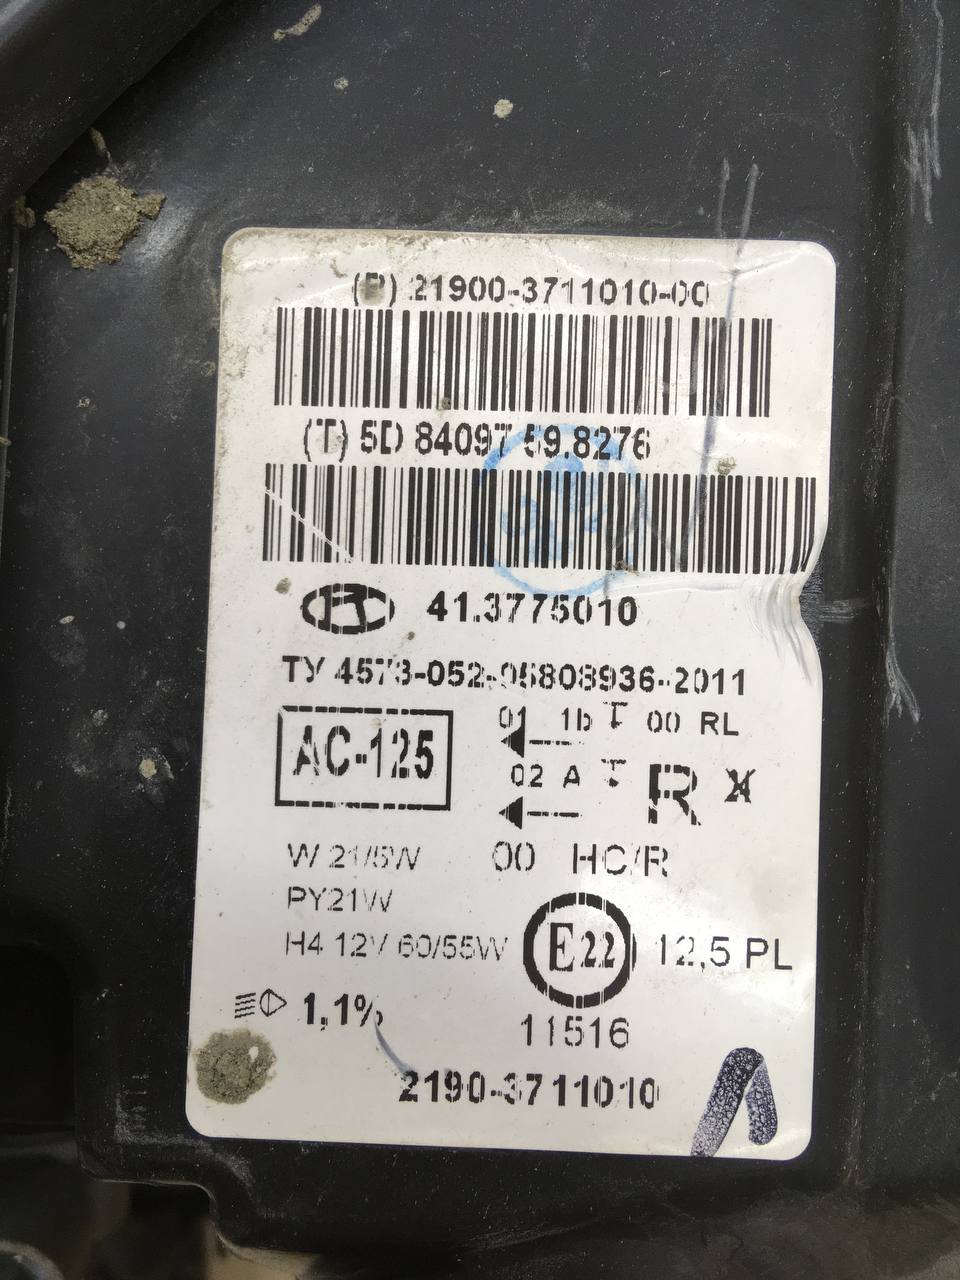 (P) 21900-3711010-00
(T) 5D 84097 59.8276
41.3775010
ТУ 4573-052-05808936-2011
AC-125
01 1b 00 RL
02 A R
W 21/5W 00 HC/R
PY21W
H4 12V 60/55W E22 12,5 PL
1,1%
11516
2190-3711010